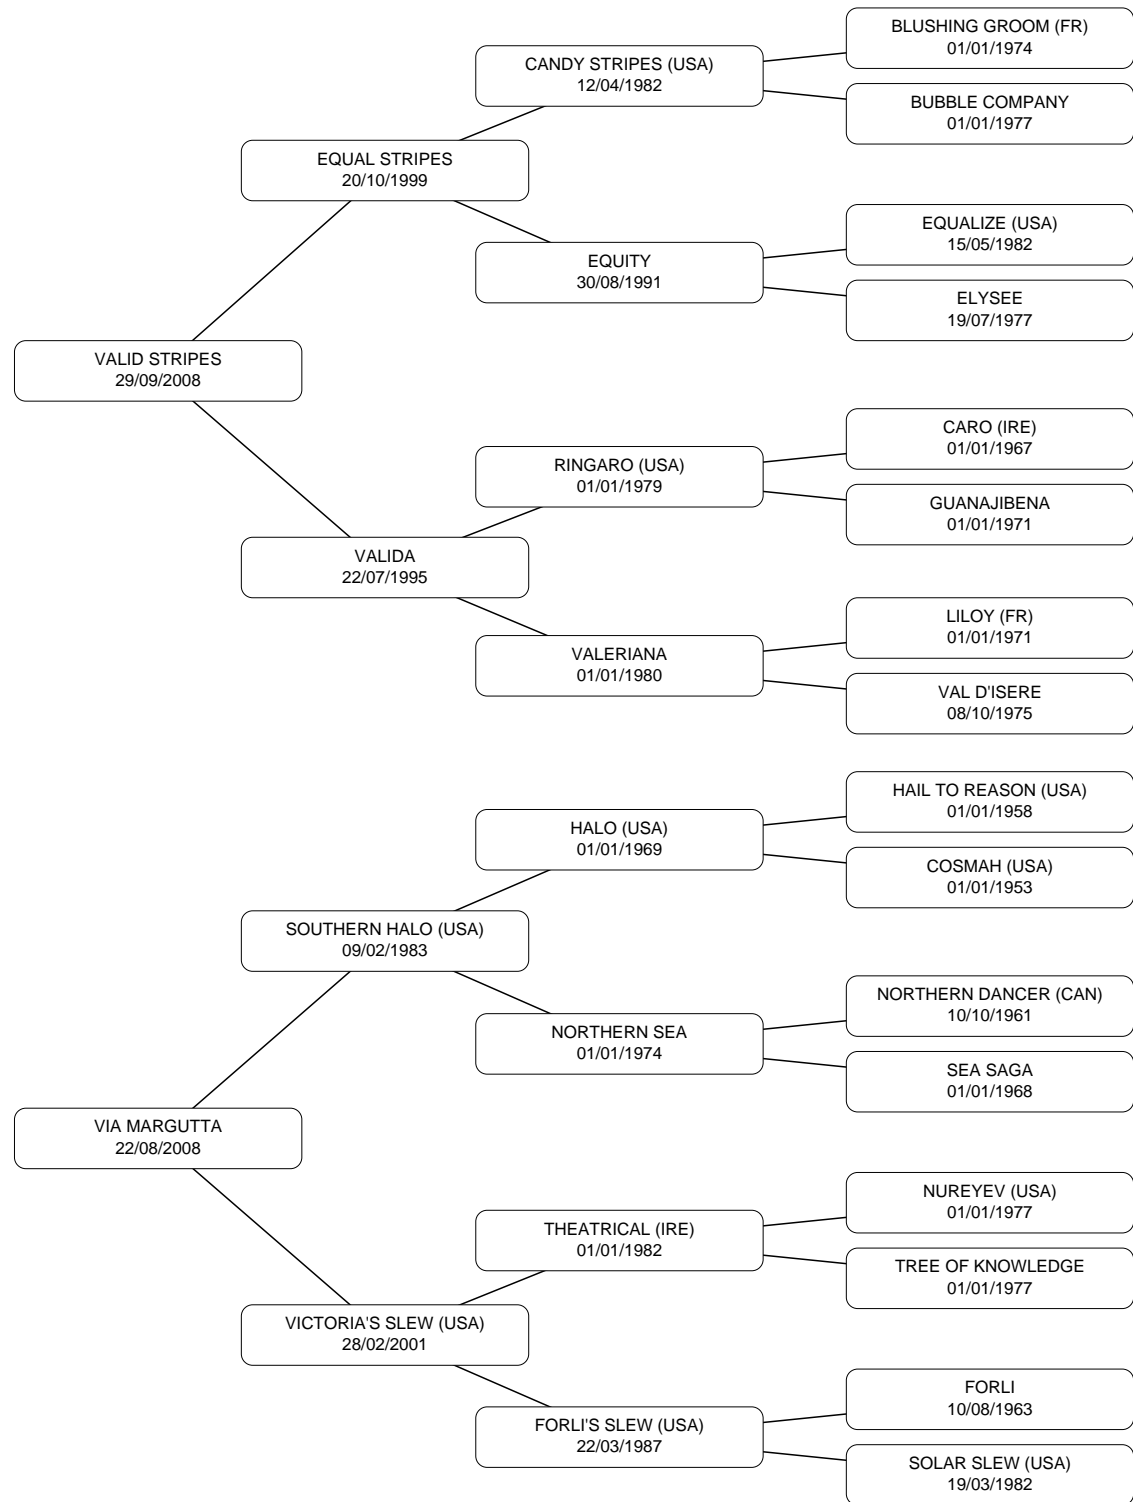 BLUSHING GROOM (FR)
01/01/1974
CANDY STRIPES (USA)
12/04/1982
BUBBLE COMPANY
01/01/1977
EQUAL STRIPES
20/10/1999
EQUALIZE (USA)
15/05/1982
EQUITY
30/08/1991
ELYSEE
19/07/1977
VALID STRIPES
29/09/2008
CARO (IRE)
01/01/1967
RINGARO (USA)
01/01/1979
GUANAJIBENA
01/01/1971
VALIDA
22/07/1995
LILOY (FR)
01/01/1971
VALERIANA
01/01/1980
VAL D'ISERE
08/10/1975
HAIL TO REASON (USA)
01/01/1958
HALO (USA)
01/01/1969
COSMAH (USA)
01/01/1953
SOUTHERN HALO (USA)
09/02/1983
NORTHERN DANCER (CAN)
10/10/1961
NORTHERN SEA
01/01/1974
SEA SAGA
01/01/1968
VIA MARGUTTA
22/08/2008
NUREYEV (USA)
01/01/1977
THEATRICAL (IRE)
01/01/1982
TREE OF KNOWLEDGE
01/01/1977
VICTORIA'S SLEW (USA)
28/02/2001
FORLI
10/08/1963
FORLI'S SLEW (USA)
22/03/1987
SOLAR SLEW (USA)
19/03/1982